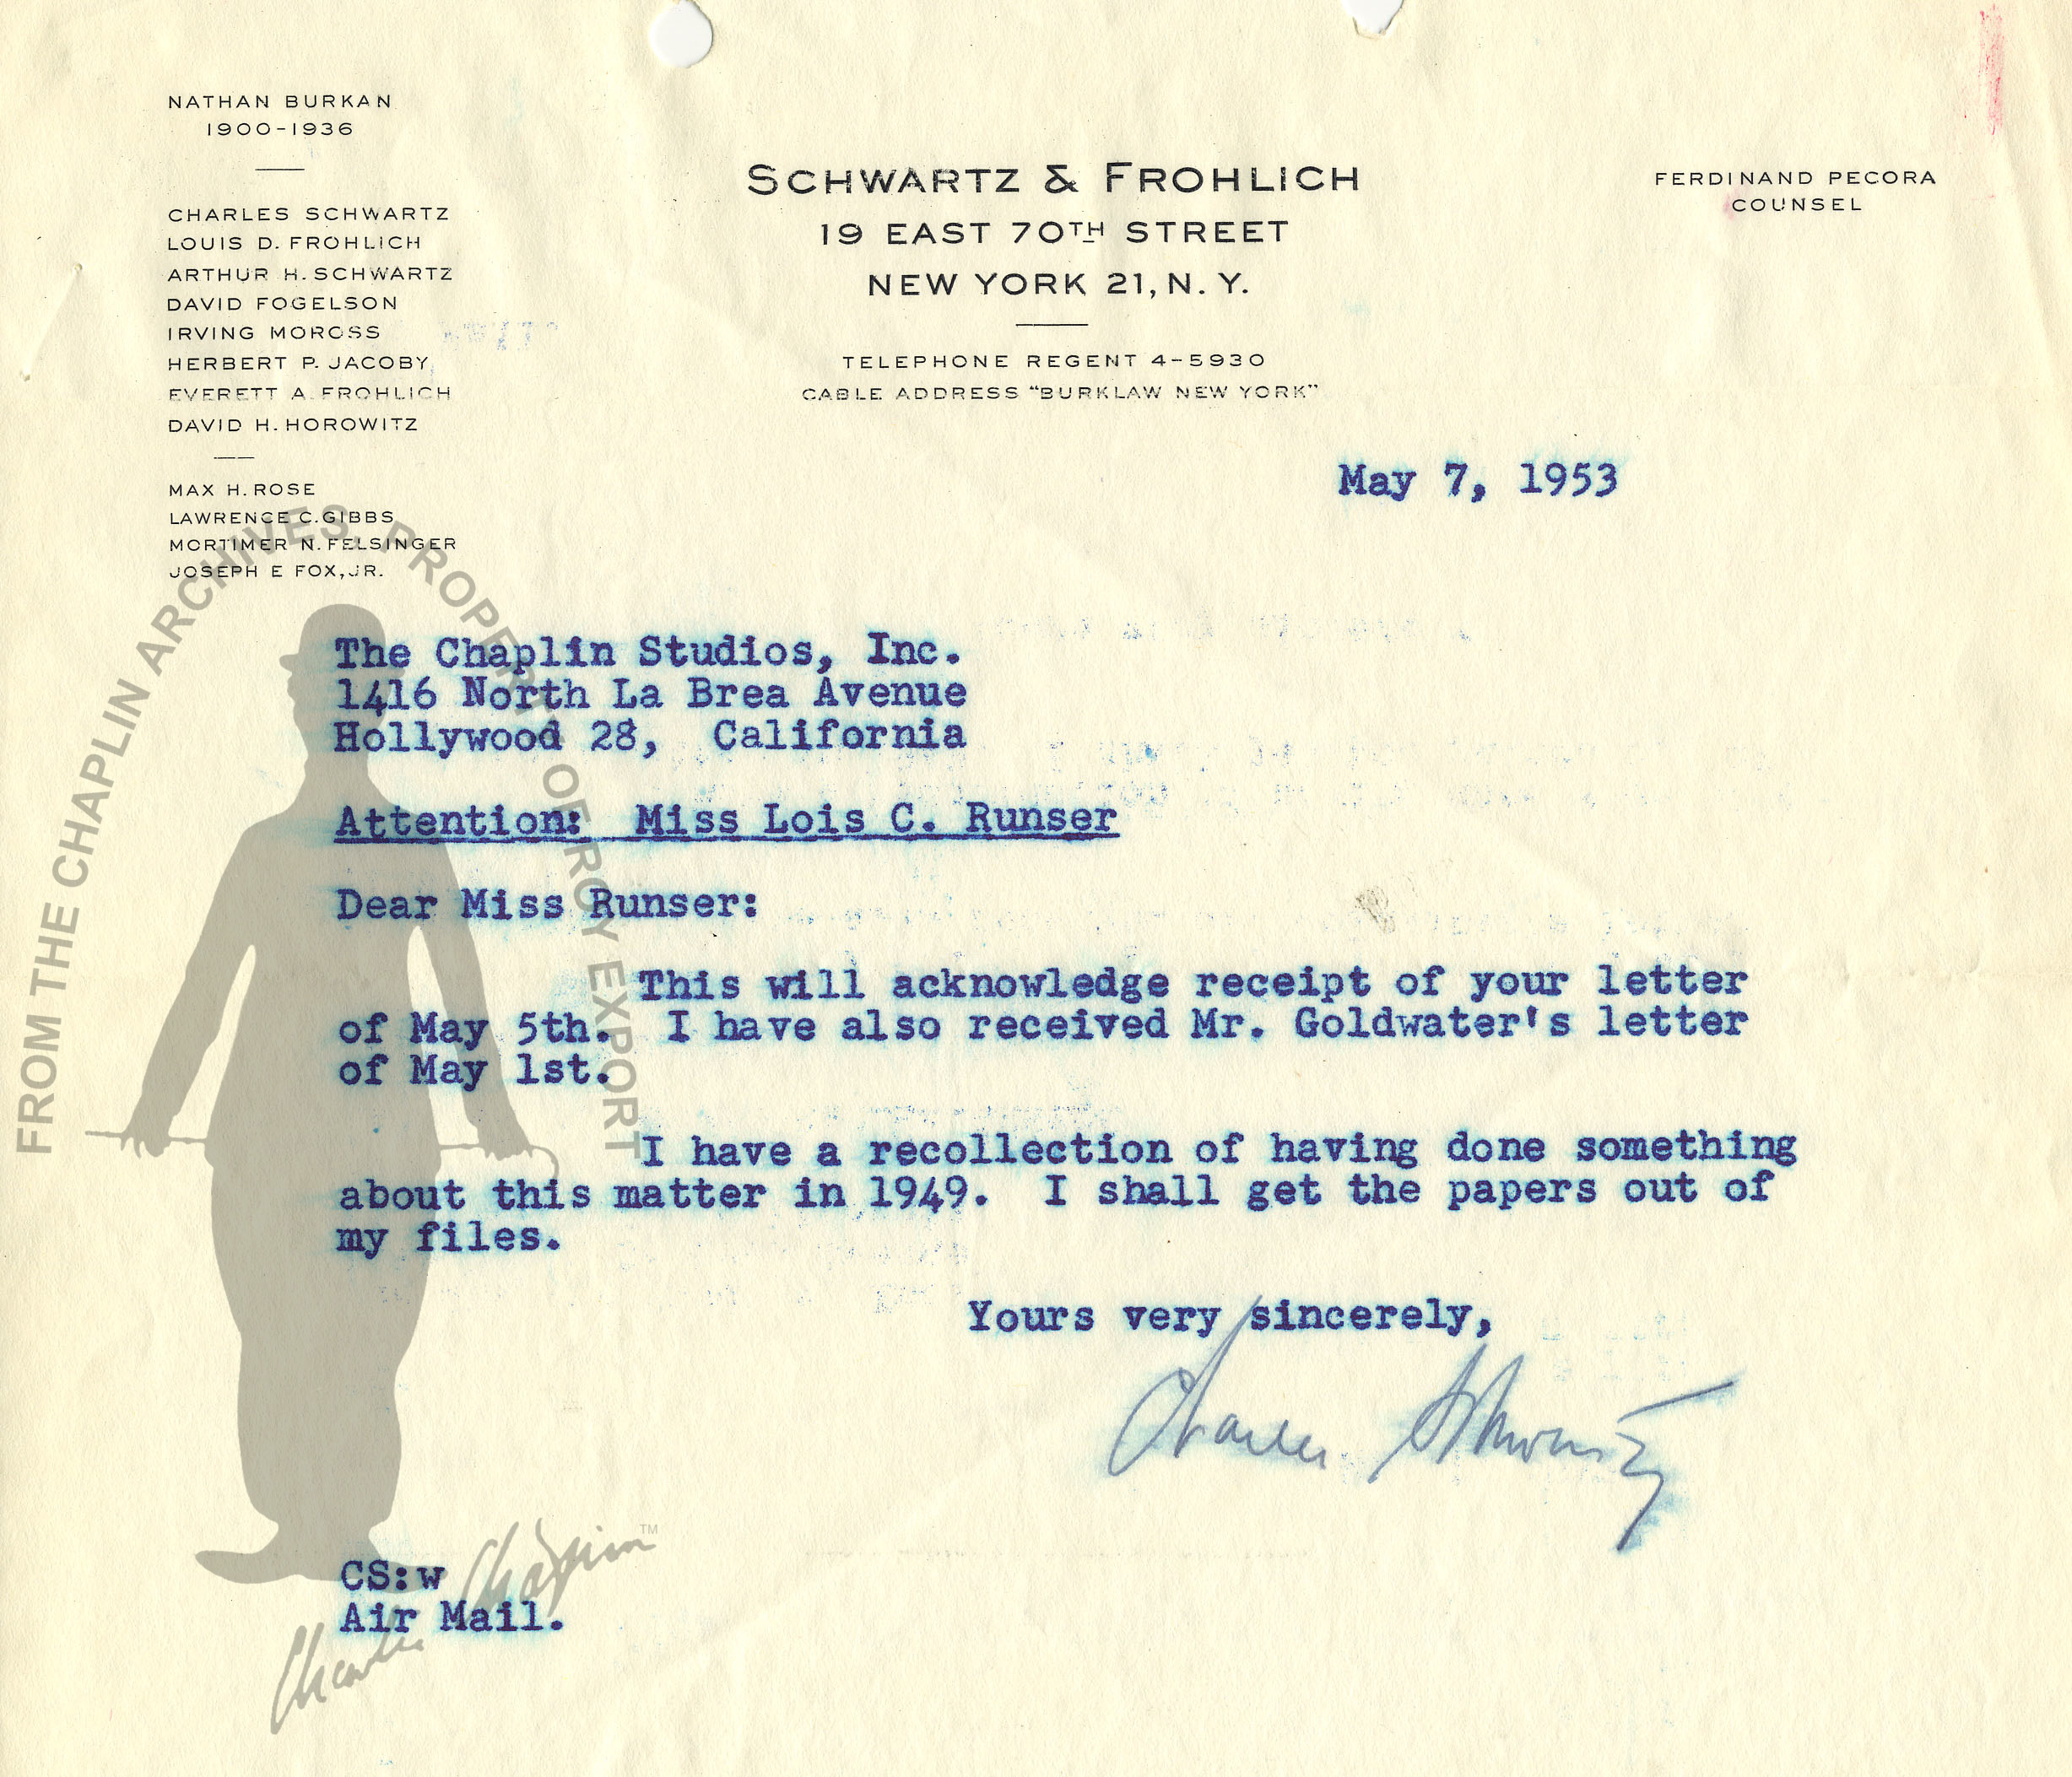 NATHAN BURKAN
1900-1936
CHARLES SCHWARTZ
LOUIS D. FROHLICH
ARTHUR H. SCHWARTZ
DAVID FOGELSON
IRVING MOROSS
HERBERT P. JACOBY
EVERETT A. FROHLICH
DAVID H. HOROWITZ
MAX H. ROSE
LAWRENCE C. GIBBS
MORTIMER N. FELSINGER
JOSEPH E FOX, JR.
SCHWARTZ & FROHLICH
19 EAST 70TH STREET
NEW YORK 21, N. Y.
TELEPHONE REGENT 4-5930
CABLE ADDRESS "BURKLAW NEW YORK"
FERDINAND PECORA
COUNSEL
May 7, 1953
The Chaplin Studios, Inc.
1416 North La Brea Avenue
Hollywood 28, California
Attention: Miss Lois C. Runser
Dear Miss Runser:
This will acknowledge receipt of your letter
of May 5th. I have also received Mr. Goldwater's letter
of May 1st.
I have a recollection of having done something
about this matter in 1949. I shall get the papers out of
my files.
Yours very sincerely,
Charles Schwartz
CS:w
Air Mail.
FROM THE CHAPLIN ARCHIVES, PROPERTY OF ROY EXPORT
Charles Chaplin™